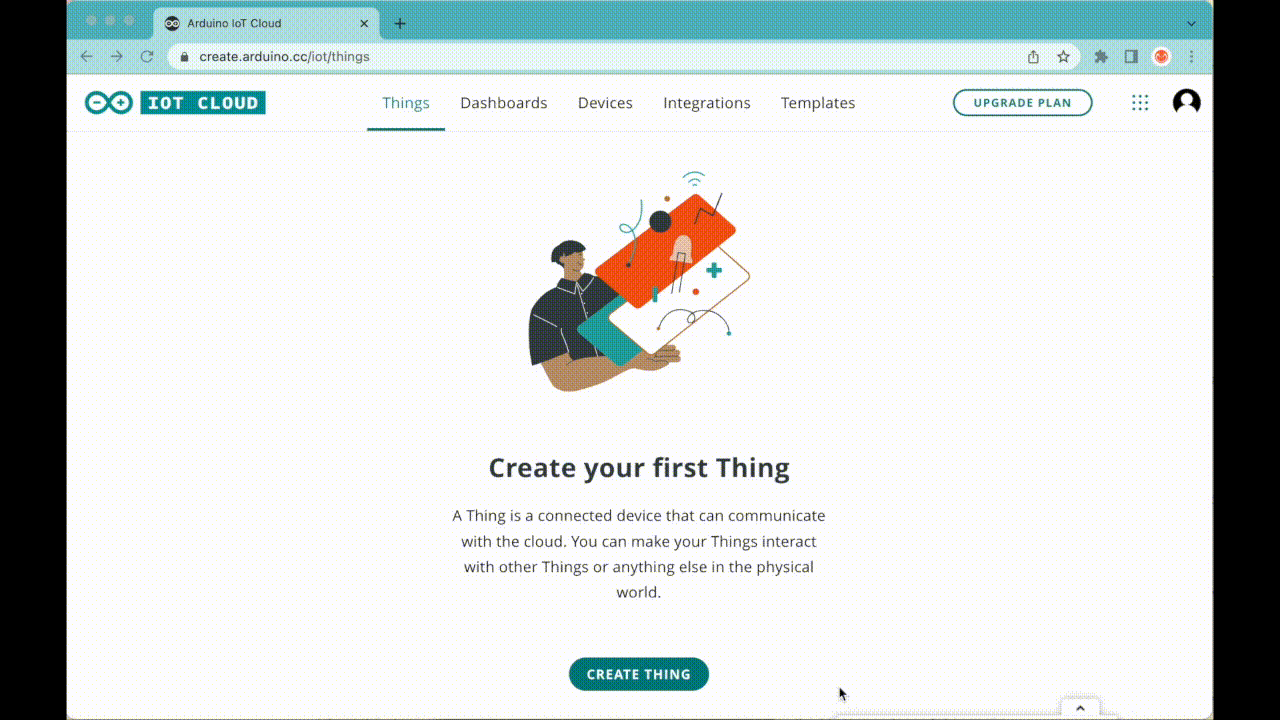 Arduino IoT Cloud
create.arduino.cc/iot/things
IOT CLOUD
Things
Dashboards
Devices
Integrations
Templates
UPGRADE PLAN
Create your first Thing
A Thing is a connected device that can communicate
with the cloud. You can make your Things interact
with other Things or anything else in the physical
world.
CREATE THING